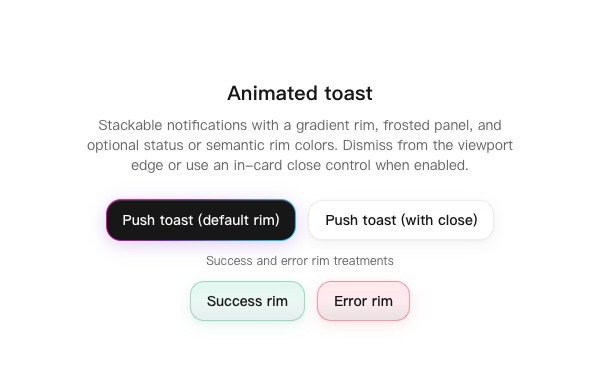 Animated toast
Stackable notifications with a gradient rim, frosted panel, and
optional status or semantic rim colors. Dismiss from the viewport
edge or use an in-card close control when enabled.
Push toast (default rim)
Push toast (with close)
Success and error rim treatments
Success rim
Error rim